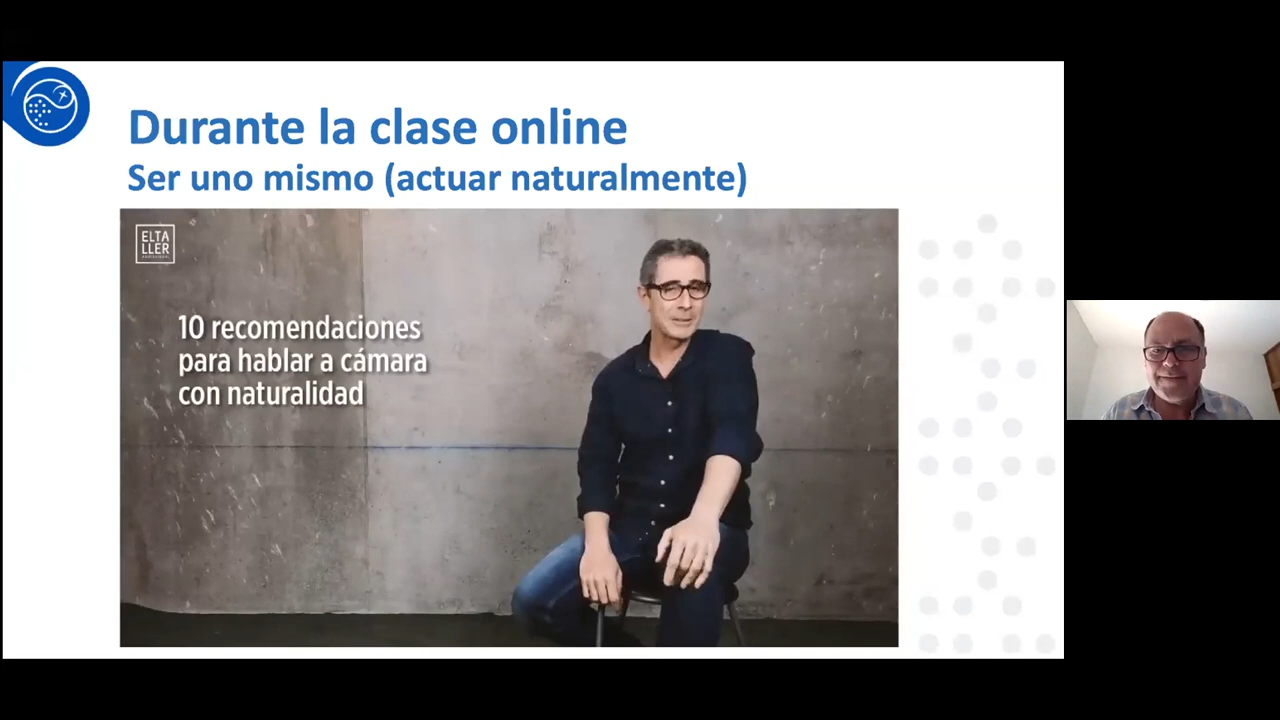 Durante la clase online
Ser uno mismo (actuar naturalmente)
ELTA
LLER
10 recomendaciones
para hablar a cámara
con naturalidad